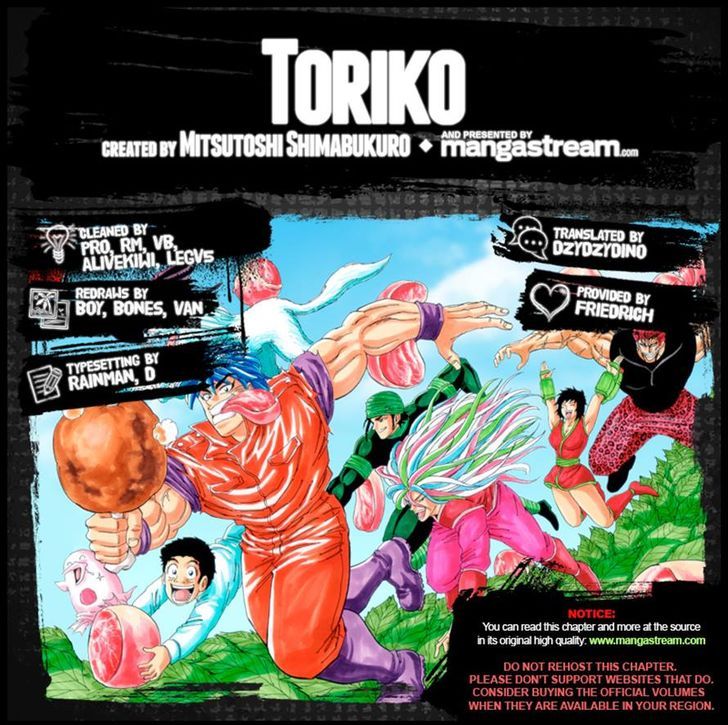 TORIKO
CREATED BY MITSUTOSHI SHIMABUKURO ◆ AND PRESENTED BY mangastream.com
CLEANED BY
PRO, RM, VB,
ALIVEKIWI, LEGV5
REDRAWS BY
BOY, BONES, VAN
TYPESETTING BY
RAINMAN, D
TRANSLATED BY
DZYDZYDINO
PROVIDED BY
FRIEDRICH
NOTICE:
You can read this chapter and more at the source
in its original high quality: www.mangastream.com
DO NOT REHOST THIS CHAPTER.
PLEASE DON'T SUPPORT WEBSITES THAT DO.
CONSIDER BUYING THE OFFICIAL VOLUMES
WHEN THEY ARE AVAILABLE IN YOUR REGION.